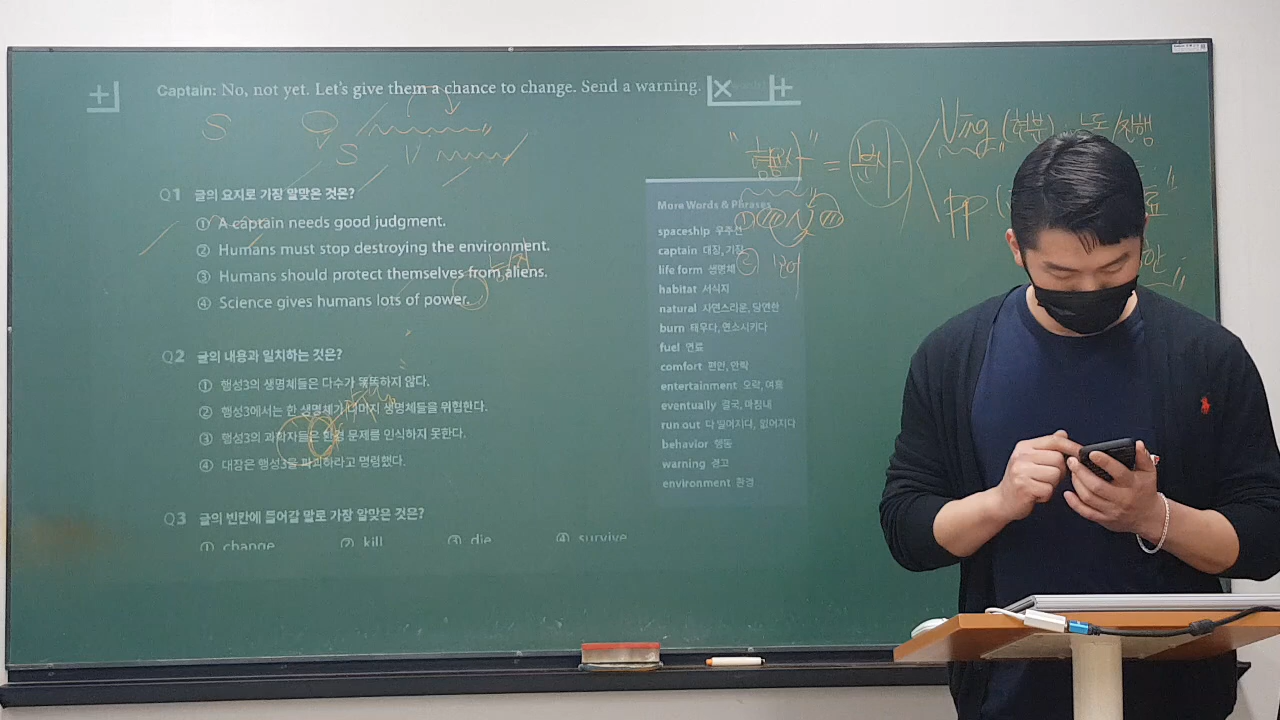 Captain: No, not yet. Let's give them a chance to change. Send a warning.
S
S V
"형용사" = 분사
Ving (현분)
pp
Q1 글의 요지로 가장 알맞은 것은?
① A captain needs good judgment.
② Humans must stop destroying the environment.
③ Humans should protect themselves from aliens.
④ Science gives humans lots of power.
Q2 글의 내용과 일치하는 것은?
① 행성3의 생명체들은 다수가 똑똑하지 않다.
② 행성3에서는 한 생명체가 나머지 생명체들을 위협한다.
③ 행성3의 과학자들은 환경 문제를 인식하지 못한다.
④ 대장은 행성3을 파괴하라고 명령했다.
Q3 글의 빈칸에 들어갈 말로 가장 알맞은 것은?
① change ② kill ③ die ④ survive
More Words & Phrases
spaceship 우주선
captain 대장, 기장
life form 생명체
habitat 서식지
natural 자연스러운, 당연한
burn 태우다, 연소시키다
fuel 연료
comfort 편안, 안락
entertainment 오락, 여흥
eventually 결국, 마침내
run out 다 떨어지다, 없어지다
behavior 행동
warning 경고
environment 환경